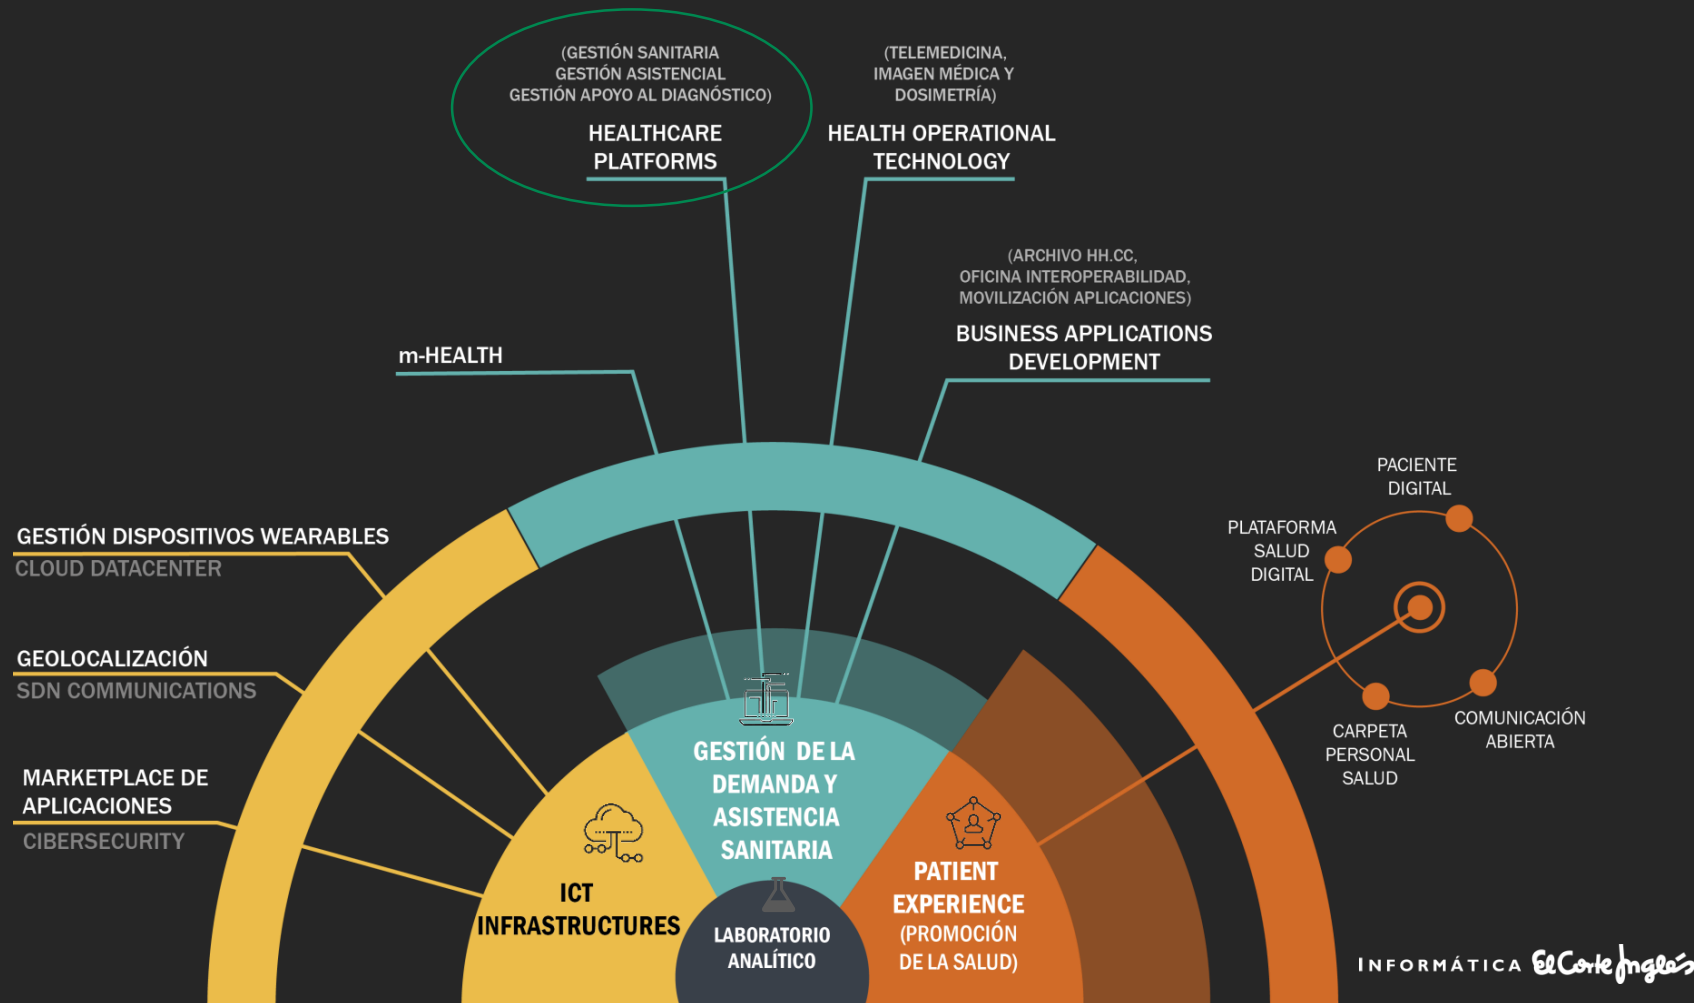 (GESTIÓN SANITARIA
GESTIÓN ASISTENCIAL
GESTIÓN APOYO AL DIAGNÓSTICO)
HEALTHCARE
PLATFORMS
(TELEMEDICINA,
IMAGEN MÉDICA Y
DOSIMETRÍA)
HEALTH OPERATIONAL
TECHNOLOGY
(ARCHIVO HH.CC,
OFICINA INTEROPERABILIDAD,
MOVILIZACIÓN APLICACIONES)
BUSINESS APPLICATIONS
DEVELOPMENT
m-HEALTH
GESTIÓN DISPOSITIVOS WEARABLES
CLOUD DATACENTER
GEOLOCALIZACIÓN
SDN COMMUNICATIONS
MARKETPLACE DE
APLICACIONES
CIBERSECURITY
PACIENTE
DIGITAL
PLATAFORMA
SALUD
DIGITAL
CARPETA
PERSONAL
SALUD
COMUNICACIÓN
ABIERTA
GESTIÓN DE LA
DEMANDA Y
ASISTENCIA
SANITARIA
ICT
INFRASTRUCTURES
PATIENT
EXPERIENCE
(PROMOCIÓN
DE LA SALUD)
LABORATORIO
ANALÍTICO
INFORMÁTICA El Corte Inglés